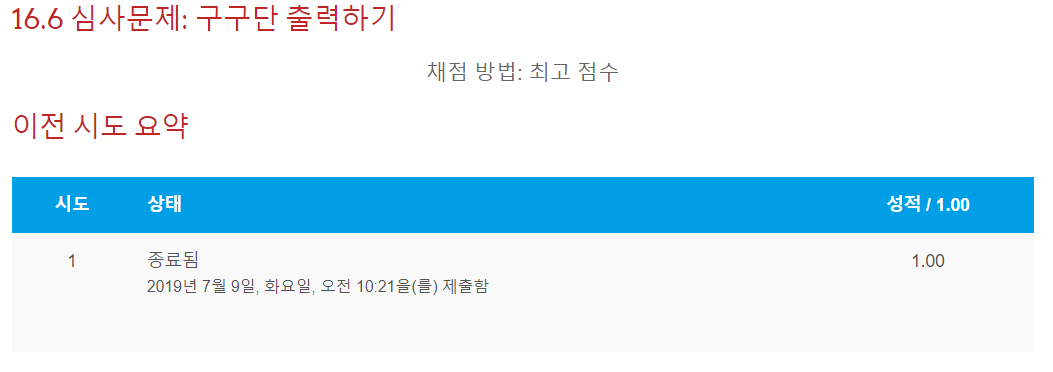 16.6 심사문제: 구구단 출력하기
채점 방법: 최고 점수
이전 시도 요약
시도 상태 성적 / 1.00
1 종료됨 1.00
2019년 7월 9일, 화요일, 오전 10:21을(를) 제출함